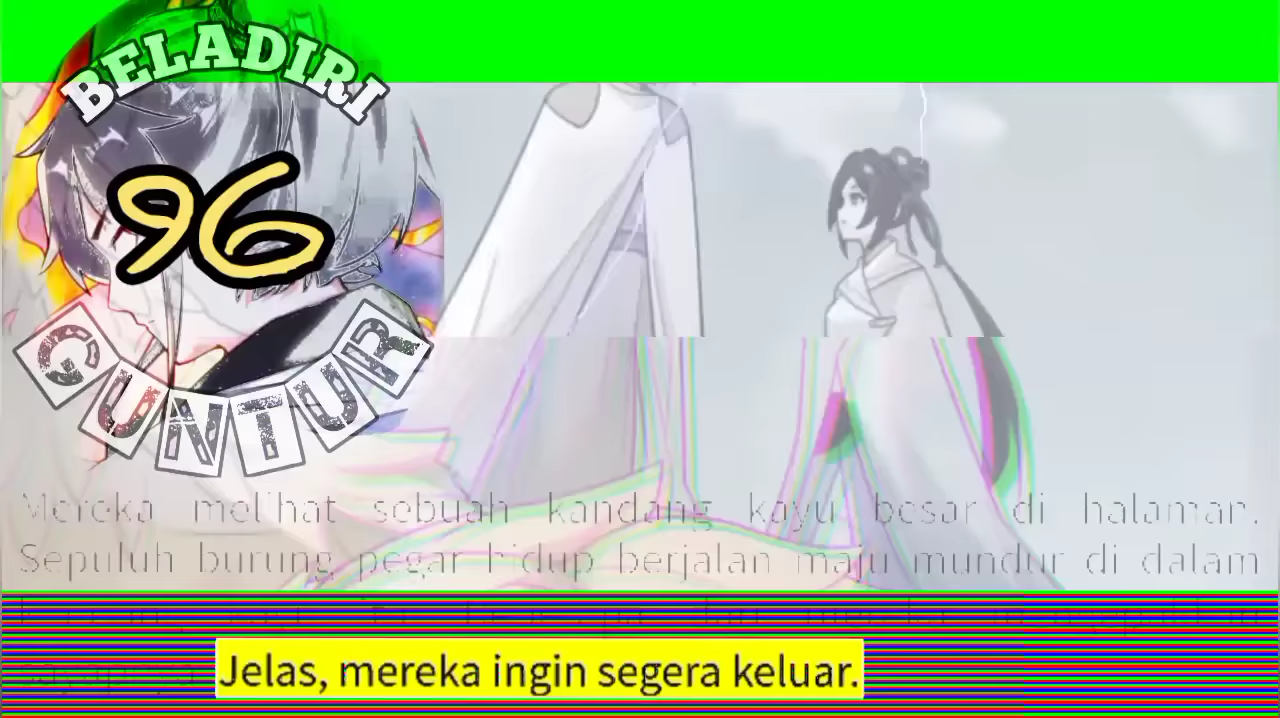 BELADIRI
96
GUNTUR
Mereka melihat sebuah kandang kayu besar di halaman.
Sepuluh burung pegar hidup berjalan maju mundur di dalam
Jelas, mereka ingin segera keluar.